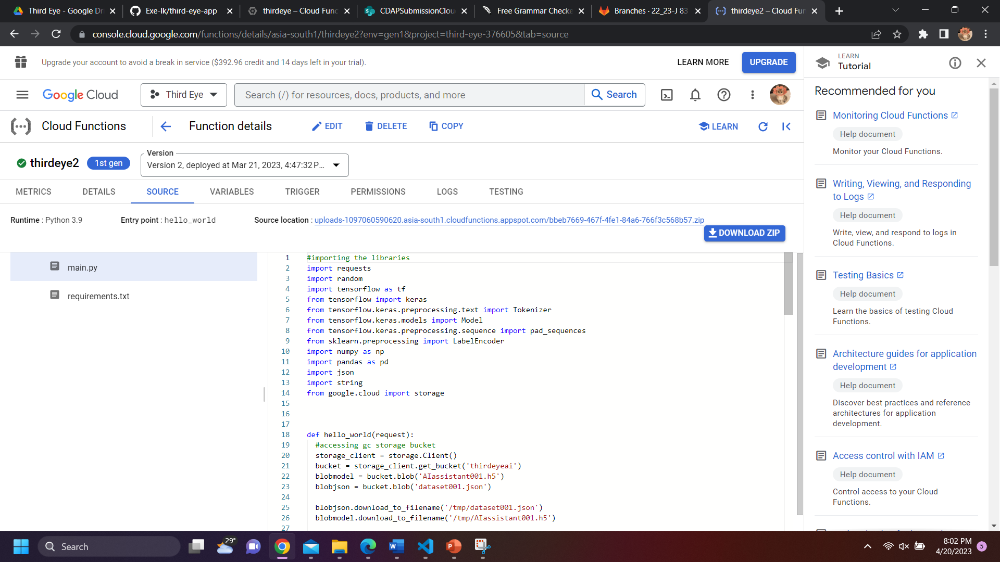 Third Eye - Google Dri
Exe-Ik/third-eye-app
thirdeye – Cloud Func
CDAPSubmissionClou
Free Grammar Checke
Branches · 22_23-J 83
thirdeye2 – Cloud Fun
console.cloud.google.com/functions/details/asia-south1/thirdeye2?env=gen1&project=third-eye-376605&tab=source
Upgrade your account to avoid a break in service ($392.96 credit and 14 days left in your trial).
LEARN MORE
UPGRADE
Google Cloud
Third Eye
Search (/) for resources, docs, products, and more
Search
Cloud Functions
Function details
EDIT
DELETE
COPY
LEARN
thirdeye2
1st gen
Version
Version 2, deployed at Mar 21, 2023, 4:47:32 P...
METRICS
DETAILS
SOURCE
VARIABLES
TRIGGER
PERMISSIONS
LOGS
TESTING
Runtime : Python 3.9
Entry point : hello_world
Source location : uploads-1097060590620.asia-south1.cloudfunctions.appspot.com/bbeb7669-467f-4fe1-84a6-766f3c568b57.zip
DOWNLOAD ZIP
main.py
requirements.txt
1 #importing the libraries
2 import requests
3 import random
4 import tensorflow as tf
5 from tensorflow import keras
6 from tensorflow.keras.preprocessing.text import Tokenizer
7 from tensorflow.keras.models import Model
8 from tensorflow.keras.preprocessing.sequence import pad_sequences
9 from sklearn.preprocessing import LabelEncoder
10 import numpy as np
11 import pandas as pd
12 import json
13 import string
14 from google.cloud import storage
15
16
17
18 def hello_world(request):
19 #accessing gc storage bucket
20 storage_client = storage.Client()
21 bucket = storage_client.get_bucket('thirdeyeai')
22 blobmodel = bucket.blob('AIassistant001.h5')
23 blobjson = bucket.blob('dataset001.json')
24
25 blobjson.download_to_filename('/tmp/dataset001.json')
26 blobmodel.download_to_filename('/tmp/AIassistant001.h5')
27
LEARN
Tutorial
Recommended for you
Monitoring Cloud Functions
Help document
Monitor your Cloud Functions.
Writing, Viewing, and Responding
to Logs
Help document
Write, view, and respond to logs in
Cloud Functions.
Testing Basics
Help document
Learn the basics of testing Cloud
Functions.
Architecture guides for application
development
Help document
Discover best practices and reference
architectures for application
development.
Access control with IAM
Help document
Control access to your Cloud
Functions.
Search
29°
8:02 PM
4/20/2023
5